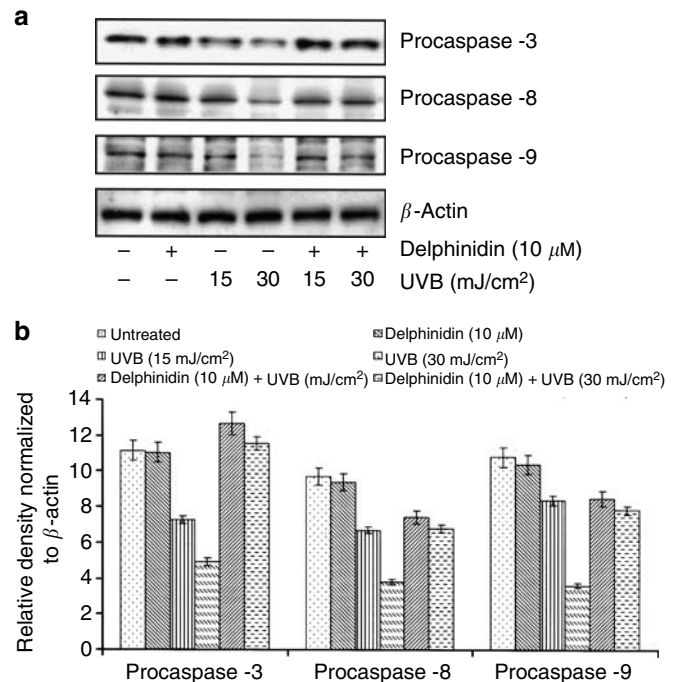 a
Procaspase -3
Procaspase -8
Procaspase -9
β-Actin
– + – – + + Delphinidin (10 μM)
– – 15 30 15 30 UVB (mJ/cm²)
b
Untreated Delphinidin (10 μM)
UVB (15 mJ/cm²) UVB (30 mJ/cm²)
Delphinidin (10 μM) + UVB (mJ/cm²) Delphinidin (10 μM) + UVB (30 mJ/cm²)
Relative density normalized
to β-actin
14
12
10
8
6
4
2
0
Procaspase -3 Procaspase -8 Procaspase -9